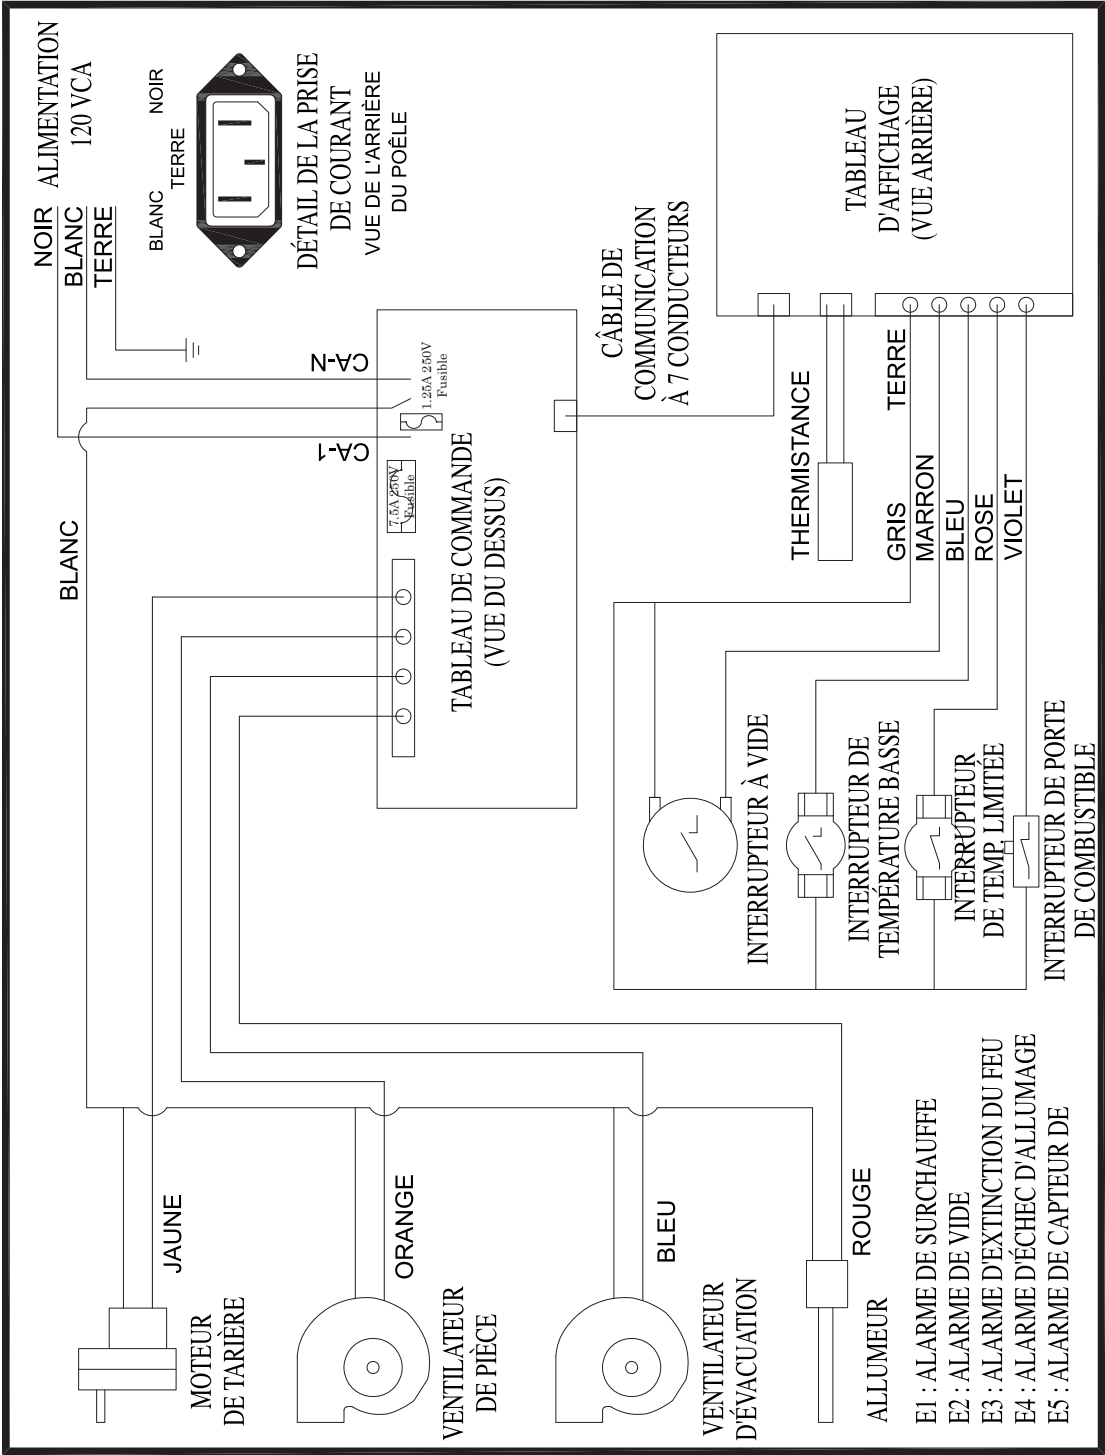 ALIMENTATION
120 VCA
NOIR
BLANC
TERRE
NOIR
TERRE
BLANC
DÉTAIL DE LA PRISE
DE COURANT
VUE DE L'ARRIÈRE
DU POÊLE
BLANC
CA-N
CA-1
1.25A 250V
Fusible
7.5A 250V
Fusible
TABLEAU DE COMMANDE
(VUE DU DESSUS)
CÂBLE DE
COMMUNICATION
À 7 CONDUCTEURS
TABLEAU
D'AFFICHAGE
(VUE ARRIÈRE)
THERMISTANCE
TERRE
GRIS
MARRON
BLEU
ROSE
VIOLET
INTERRUPTEUR À VIDE
INTERRUPTEUR DE
TEMPÉRATURE BASSE
INTERRUPTEUR
DE TEMP. LIMITÉE
INTERRUPTEUR DE PORTE
DE COMBUSTIBLE
JAUNE
ORANGE
BLEU
ROUGE
MOTEUR
DE TARIÈRE
VENTILATEUR
DE PIÈCE
VENTILATEUR
D'ÉVACUATION
ALLUMEUR
E1 : ALARME DE SURCHAUFFE
E2 : ALARME DE VIDE
E3 : ALARME D'EXTINCTION DU FEU
E4 : ALARME D'ÉCHEC D'ALLUMAGE
E5 : ALARME DE CAPTEUR DE